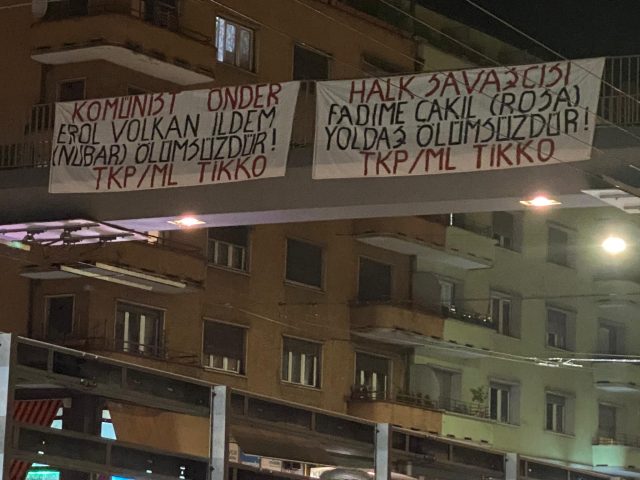 KOMÜNİST ÖNDER
EROL VOLKAN İLDEM
(NUBAR) ÖLÜMSÜZDÜR!
TKP/ML TİKKO
HALK SAVAŞÇISI
FADİME ÇAKIL (ROSA)
YOLDAŞ ÖLÜMSÜZDÜR!
TKP/ML TİKKO